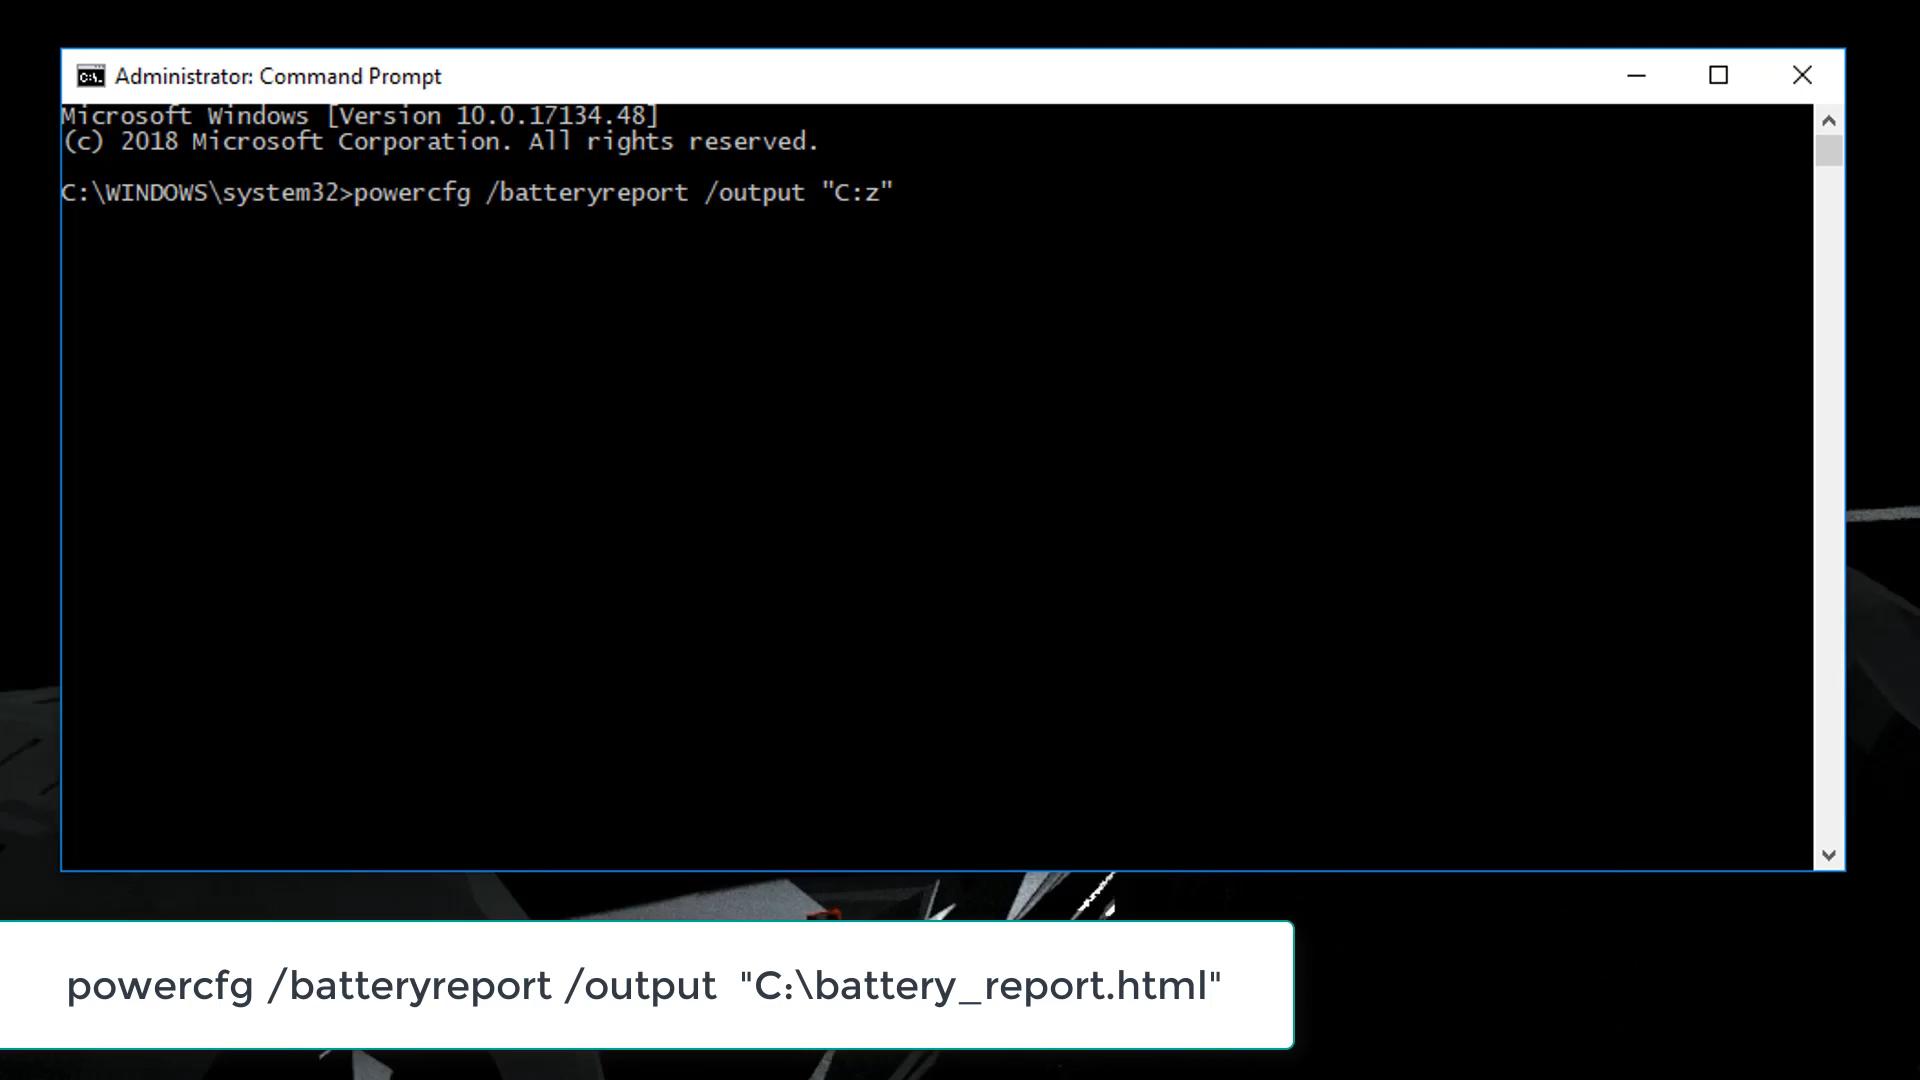 Administrator: Command Prompt
Microsoft Windows [Version 10.0.17134.48]
(c) 2018 Microsoft Corporation. All rights reserved.
C:\WINDOWS\system32>powercfg /batteryreport /output "C:z"
powercfg /batteryreport /output "C:\battery_report.html"